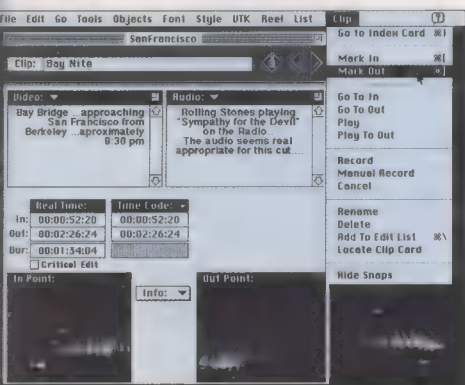 File Edit Go Tools Objects Font Style UTK Reel List Clip
SanFrancisco
Clip: Bay Nite
Video:
Bay Bridge ...approaching
San Francisco from
Berkeley ...aproximately
9:30 pm
Audio:
Rolling Stones playing
"Sympathy for the Devil"
on the Radio..
The audio seems real
appropriate for this cut....
Real Time: Time Code:
In: 00:00:52:20 00:00:52:20
Out: 00:02:26:24 00:02:26:24
Dur: 00:01:34:04
Critical Edit
In Point:
Info:
Out Point:
Go to Index Card
Mark In ⌘[
Mark Out ⌘]
Go To In
Go To Out
Play
Play To Out
Record
Manual Record
Cancel
Rename
Delete
Add To Edit List ⌘\
Locate Clip Card
Hide Snaps